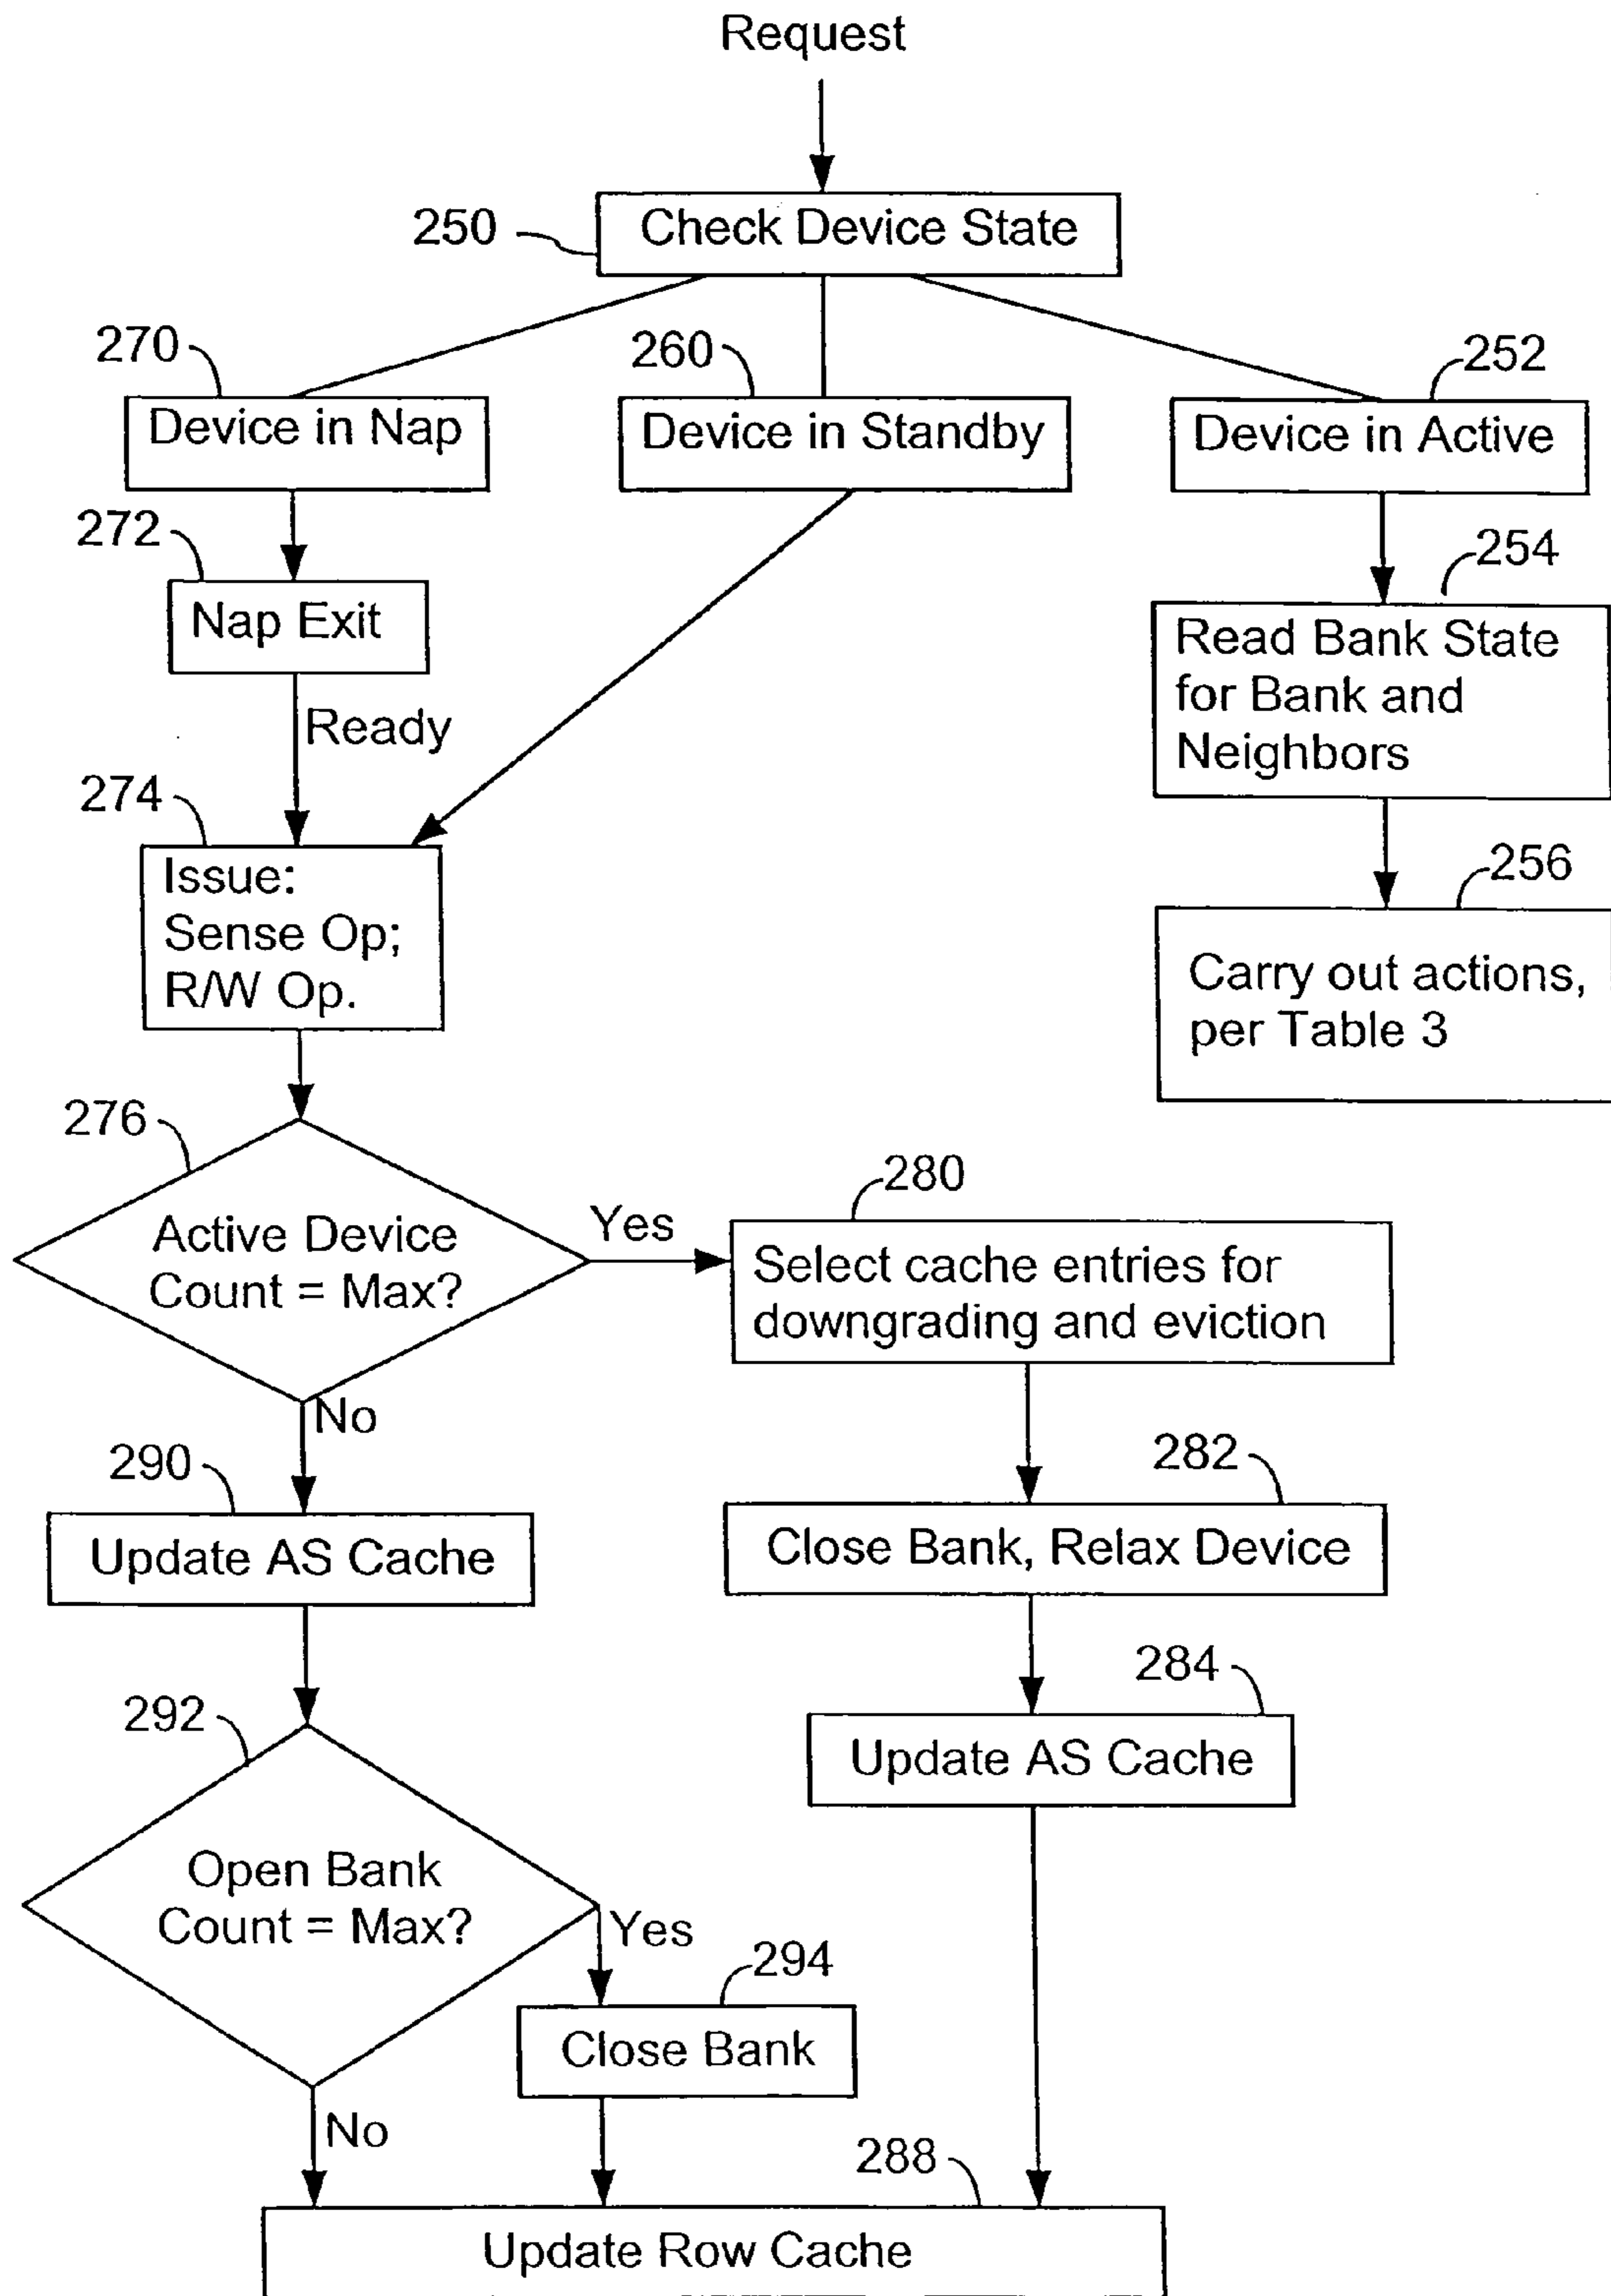 Request
250
Check Device State
270
260
252
Device in Nap
Device in Standby
Device in Active
272
254
Nap Exit
Read Bank State
for Bank and
Neighbors
Ready
274
256
Issue:
Sense Op;
R/W Op.
Carry out actions,
per Table 3
276
280
Active Device
Count = Max?
Yes
Select cache entries for
downgrading and eviction
No
290
282
Update AS Cache
Close Bank, Relax Device
284
292
Update AS Cache
Open Bank
Count = Max?
Yes
294
Close Bank
No
288
Update Row Cache